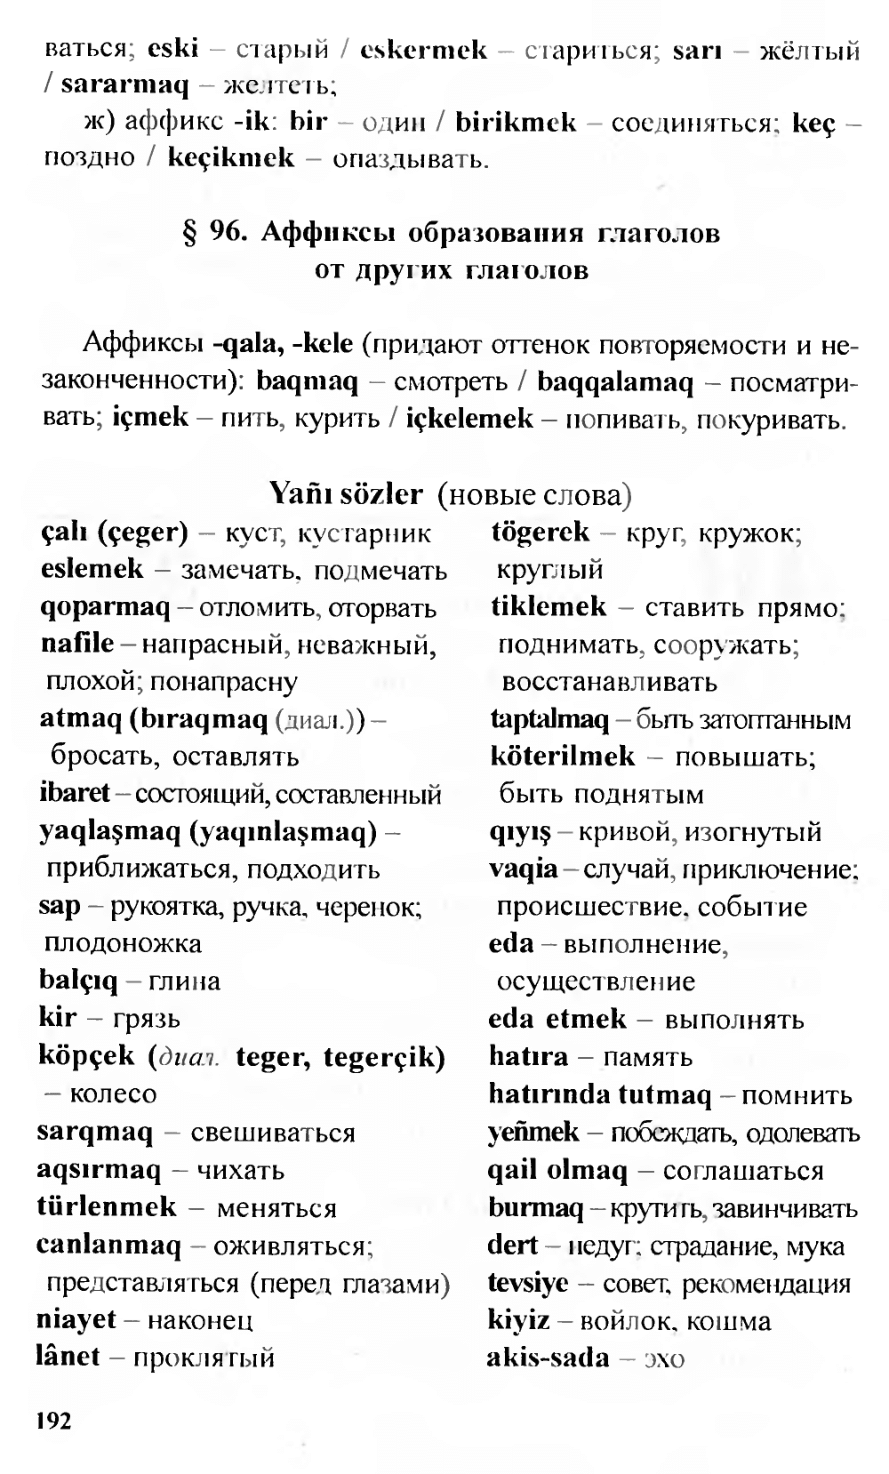 ваться; eski – старый / eskermek – стариться; sarı – жёлтый
/ sararmaq – желтеть;
ж) аффикс -ik: bir – один / birikmek – соединяться; keç –
поздно / keçikmek – опаздывать.
§ 96. Аффиксы образования глаголов
от других глаголов
Аффиксы -qala, -kele (придают оттенок повторяемости и не-
законченности): baqmaq – смотреть / baqqalamaq – посматри-
вать; içmek – пить, курить / içkelemek – попивать, покуривать.
Yañı sözler (новые слова)
çalı (çeger) – куст, кустарник
eslemek – замечать, подмечать
qoparmaq – отломить, оторвать
nafile – напрасный, неважный,
плохой; понапрасну
atmaq (bıraqmaq (диал.)) –
бросать, оставлять
ibaret – состоящий, составленный
yaqlaşmaq (yaqınlaşmaq) –
приближаться, подходить
sap – рукоятка, ручка, черенок;
плодоножка
balçıq – глина
kir – грязь
köpçek (диал. teger, tegerçik)
– колесо
sarqmaq – свешиваться
aqsırmaq – чихать
türlenmek – меняться
canlanmaq – оживляться;
представляться (перед глазами)
niayet – наконец
lânet – проклятый
tögerek – круг, кружок;
круглый
tiklemek – ставить прямо;
поднимать, сооружать;
восстанавливать
taptalmaq – быть затоптанным
köterilmek – повышать;
быть поднятым
qıyış – кривой, изогнутый
vaqia – случай, приключение;
происшествие, событие
eda – выполнение,
осуществление
eda etmek – выполнять
hatıra – память
hatırında tutmaq – помнить
yeñmek – побеждать, одолевать
qail olmaq – соглашаться
burmaq – крутить, завинчивать
dert – недуг; страдание, мука
tevsiye – совет, рекомендация
kiyiz – войлок, кошма
akis-sada – эхо
192